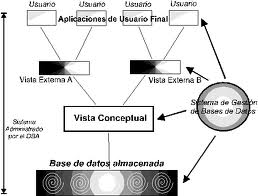 Usuario Usuario Usuario Usuario
Aplicaciones de Usuario Final
Vista Externa A Vista Externa B
Sistema de Gestión
de Bases de Datos
Vista Conceptual
Sistema
Administrado
por el DBA
Base de datos almacenada